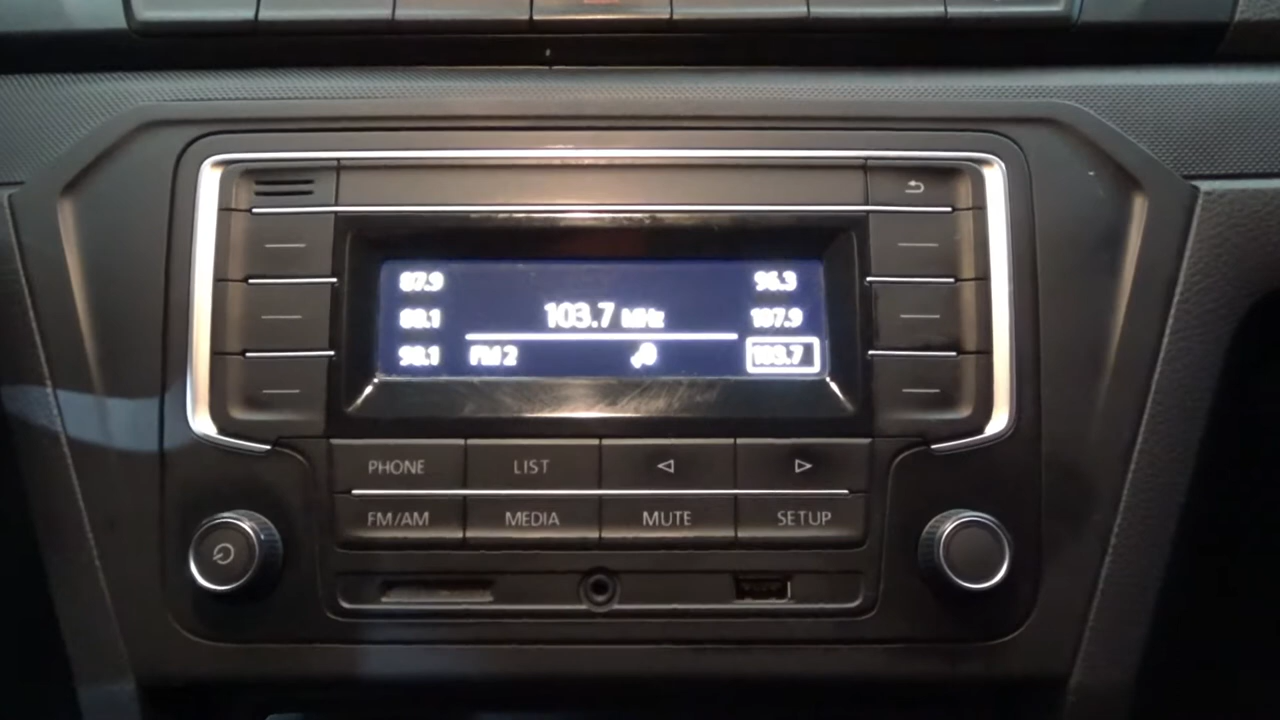 87.9
96.3
103.7 MHz
88.1
107.9
98.1
FM 2
103.7
PHONE
LIST
FM/AM
MEDIA
MUTE
SETUP